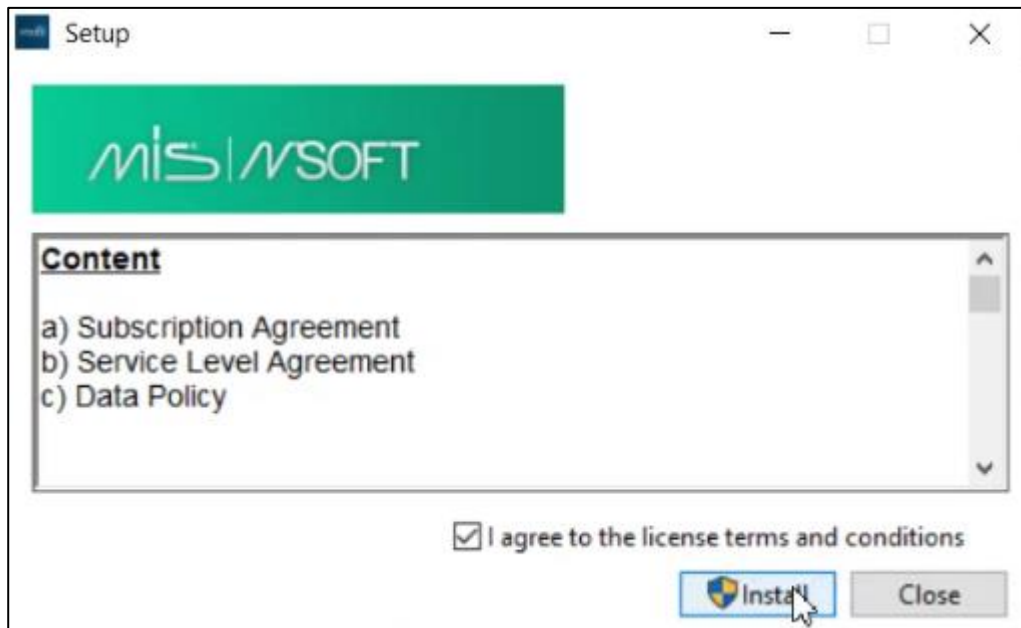 Setup
MIS NSOFT
Content
a) Subscription Agreement
b) Service Level Agreement
c) Data Policy
I agree to the license terms and conditions
Install
Close